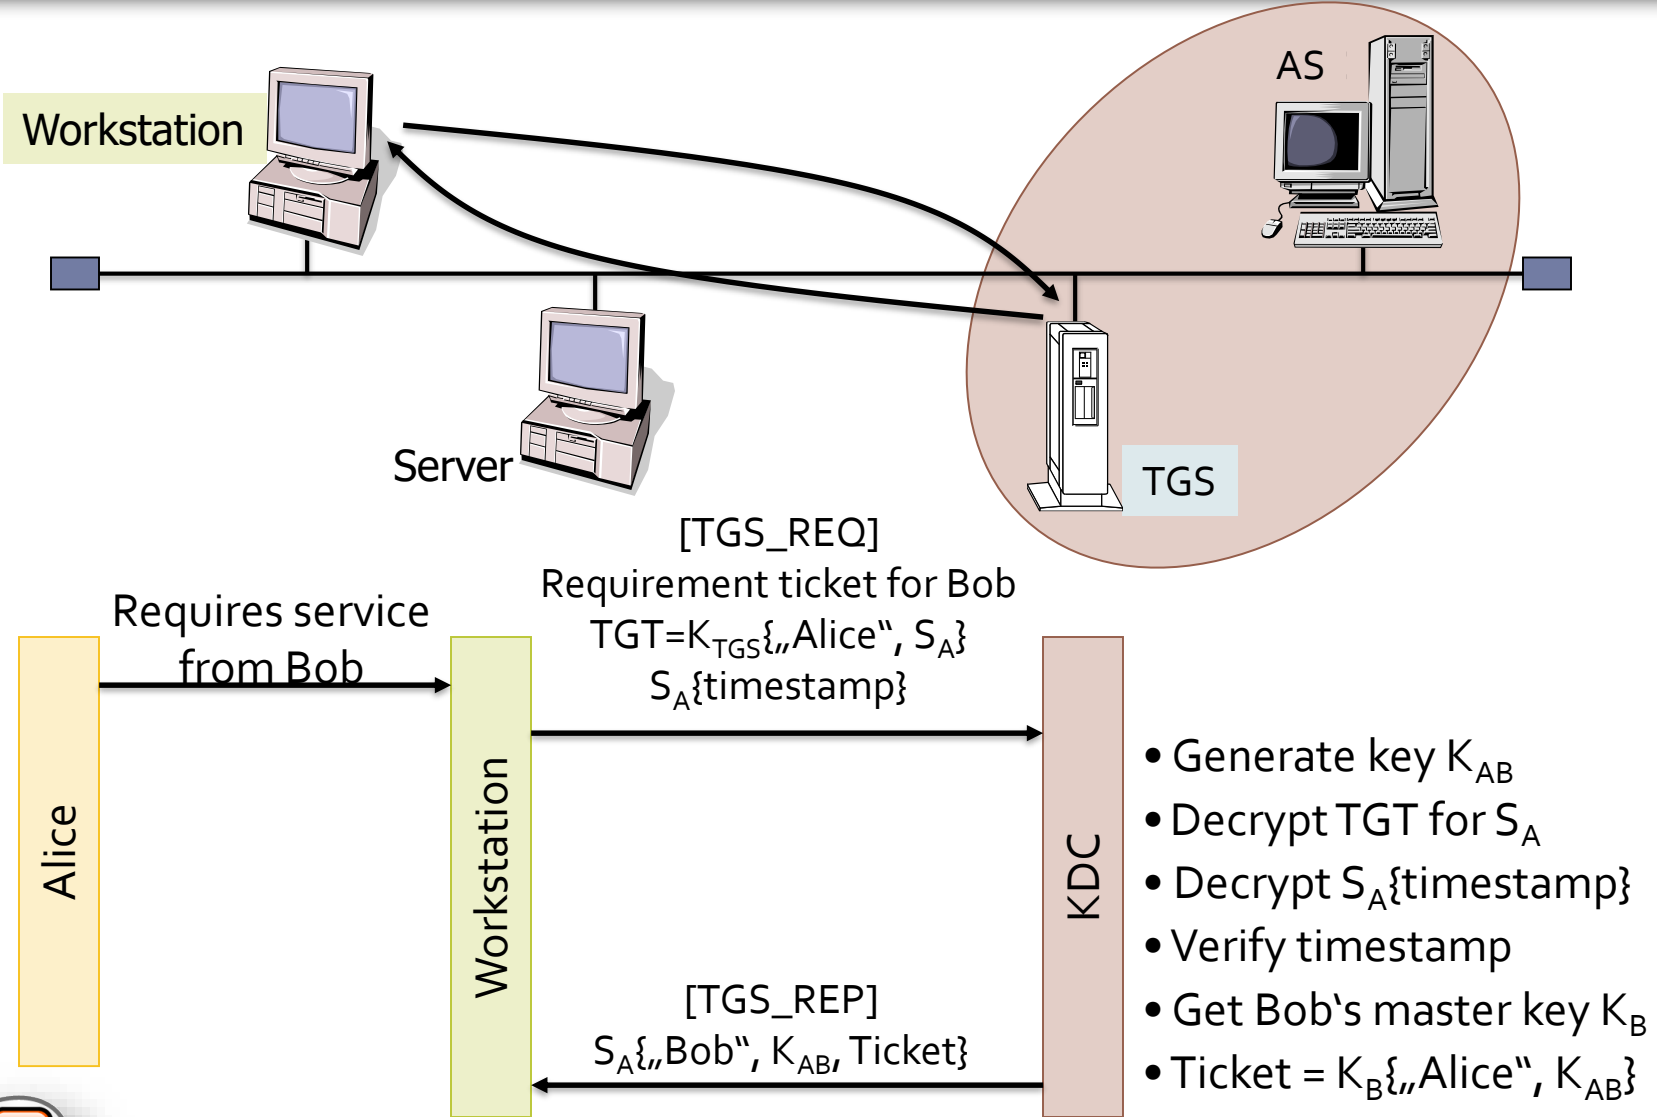 AS
Workstation
Server
TGS
[TGS_REQ]
Requirement ticket for Bob
TGT=K_TGS{„Alice“, S_A}
S_A{timestamp}
Requires service
from Bob
Alice
Workstation
KDC
• Generate key K_AB
• Decrypt TGT for S_A
• Decrypt S_A{timestamp}
• Verify timestamp
• Get Bob‘s master key K_B
• Ticket = K_B{„Alice“, K_AB}
[TGS_REP]
S_A{„Bob“, K_AB, Ticket}